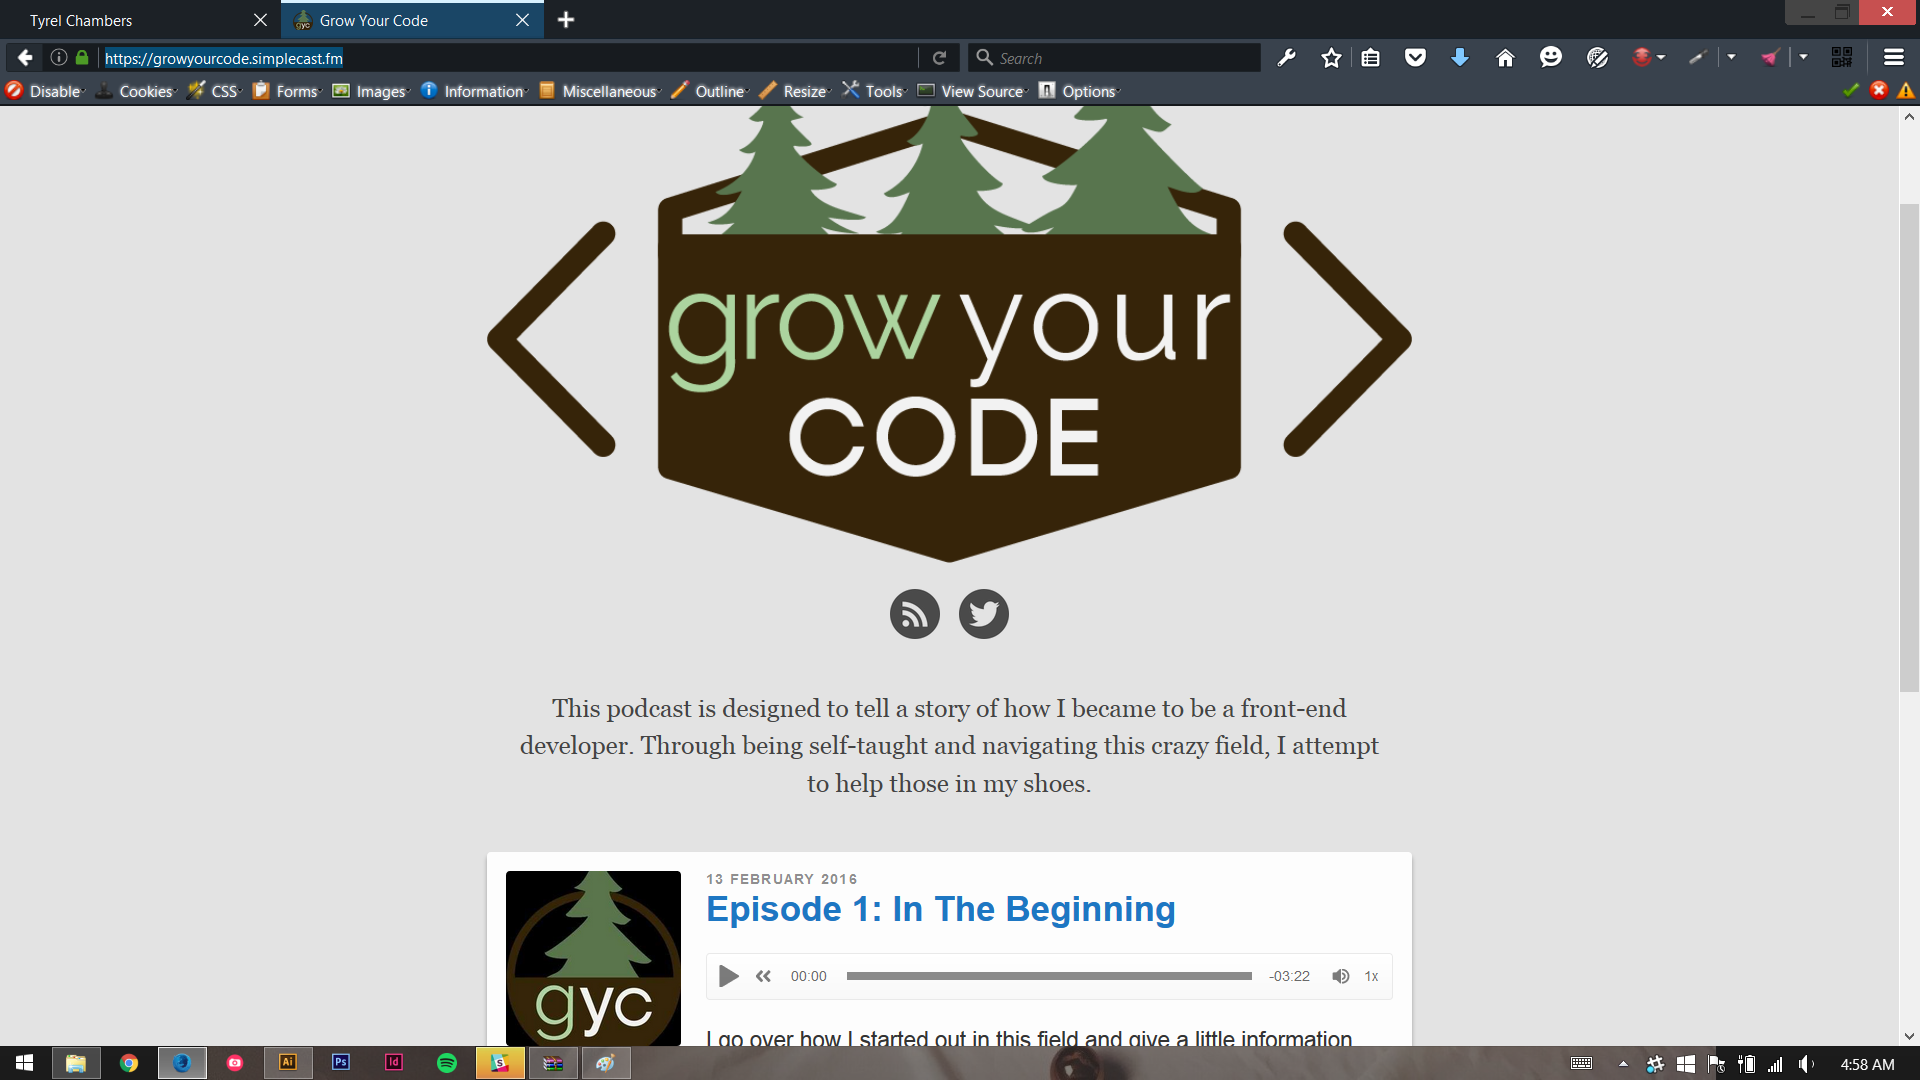 Tyrel Chambers
Grow Your Code
https://growyourcode.simplecast.fm
Search
Disable Cookies CSS Forms Images Information Miscellaneous Outline Resize Tools View Source Options
grow your
CODE
This podcast is designed to tell a story of how I became to be a front-end
developer. Through being self-taught and navigating this crazy field, I attempt
to help those in my shoes.
13 FEBRUARY 2016
Episode 1: In The Beginning
00:00 -03:22 1x
gyc
I go over how I started out in this field and give a little information
Ai Ps Id
4:58 AM